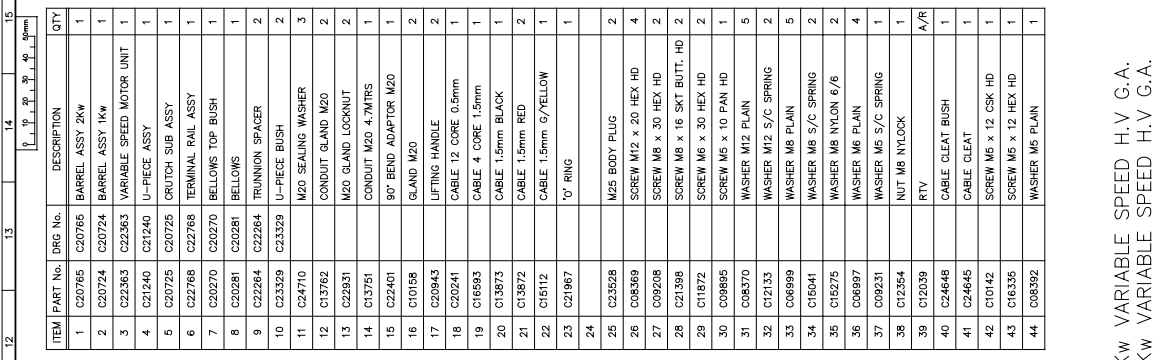 12 13 14 15
0 10 20 30 40 50mm
ITEM PART No. DRG No. DESCRIPTION QTY
1 C20765 C20765 BARREL ASSY 2Kw 1
2 C20724 C20724 BARREL ASSY 1Kw 1
3 C22363 C22363 VARIABLE SPEED MOTOR UNIT 1
4 C21240 C21240 U-PIECE ASSY 1
5 C20725 C20725 CRUTCH SUB ASSY 1
6 C22768 C22768 TERMINAL RAIL ASSY 1
7 C20270 C20270 BELLOWS TOP BUSH 1
8 C20281 C20281 BELLOWS 1
9 C22264 C22264 TRUNNION SPACER 2
10 C23329 C23329 U-PIECE BUSH 2
11 C24710 M20 SEALING WASHER 3
12 C13762 CONDUIT GLAND M20 2
13 C22931 M20 GLAND LOCKNUT 2
14 C13751 CONDUIT M20 4.7MTRS 1
15 C22401 90° BEND ADAPTOR M20 1
16 C10158 GLAND M20 2
17 C20943 LIFTING HANDLE 2
18 C20241 CABLE 12 CORE 0.5mm 1
19 C16593 CABLE 4 CORE 1.5mm 1
20 C13873 CABLE 1.5mm BLACK 1
21 C13872 CABLE 1.5mm RED 2
22 C15112 CABLE 1.5mm G/YELLOW 1
23 C21967 'O' RING 1
24
25 C23528 M25 BODY PLUG 2
26 C08369 SCREW M12 x 20 HEX HD 4
27 C09208 SCREW M8 x 30 HEX HD 2
28 C21398 SCREW M8 x 16 SKT BUTT. HD 2
29 C11872 SCREW M6 x 30 HEX HD 2
30 C09895 SCREW M5 x 10 PAN HD 1
31 C08370 WASHER M12 PLAIN 5
32 C12133 WASHER M12 S/C SPRING 2
33 C06999 WASHER M8 PLAIN 5
34 C15041 WASHER M8 S/C SPRING 2
35 C15275 WASHER M8 NYLON 6/6 2
36 C06997 WASHER M6 PLAIN 4
37 C09231 WASHER M5 S/C SPRING 1
38 C12354 NUT M8 NYLOCK 1
39 C12039 RTV A/R
40 C24648 CABLE CLEAT BUSH 1
41 C24645 CABLE CLEAT 1
42 C10142 SCREW M5 x 12 CSK HD 1
43 C16335 SCREW M5 x 12 HEX HD 1
44 C08392 WASHER M5 PLAIN 1
Kw VARIABLE SPEED H.V G.A.
Kw VARIABLE SPEED H.V G.A.